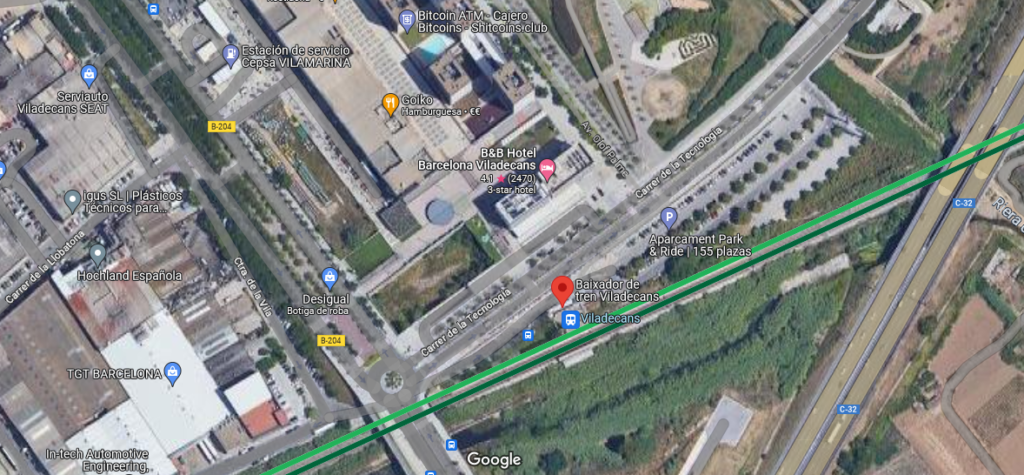 Bitcoin ATM - Cajero
Bitcoins - Shitcoins club
Estación de servicio
Cepsa VILAMARINA
Serviauto
Viladecans SEAT
Goiko
Hamburguesa • €€
B-204
Av. Olof Palme
B&B Hotel
Barcelona Viladecans
4.1 ★ (2470)
3-star hotel
Carrer de la Tecnologia
igus SL | Plásticos
Técnicos para...
C-32
Aparcament Park
& Ride | 155 plazas
Carrer de la Llobatona
Hochland Española
Ctra de la Vila
Desigual
Botiga de roba
Baixador de
tren Viladecans
Viladecans
Carrer de la Tecnologia
B-204
TGT BARCELONA
C-32
In-tech Automotive
Engineering...
Google